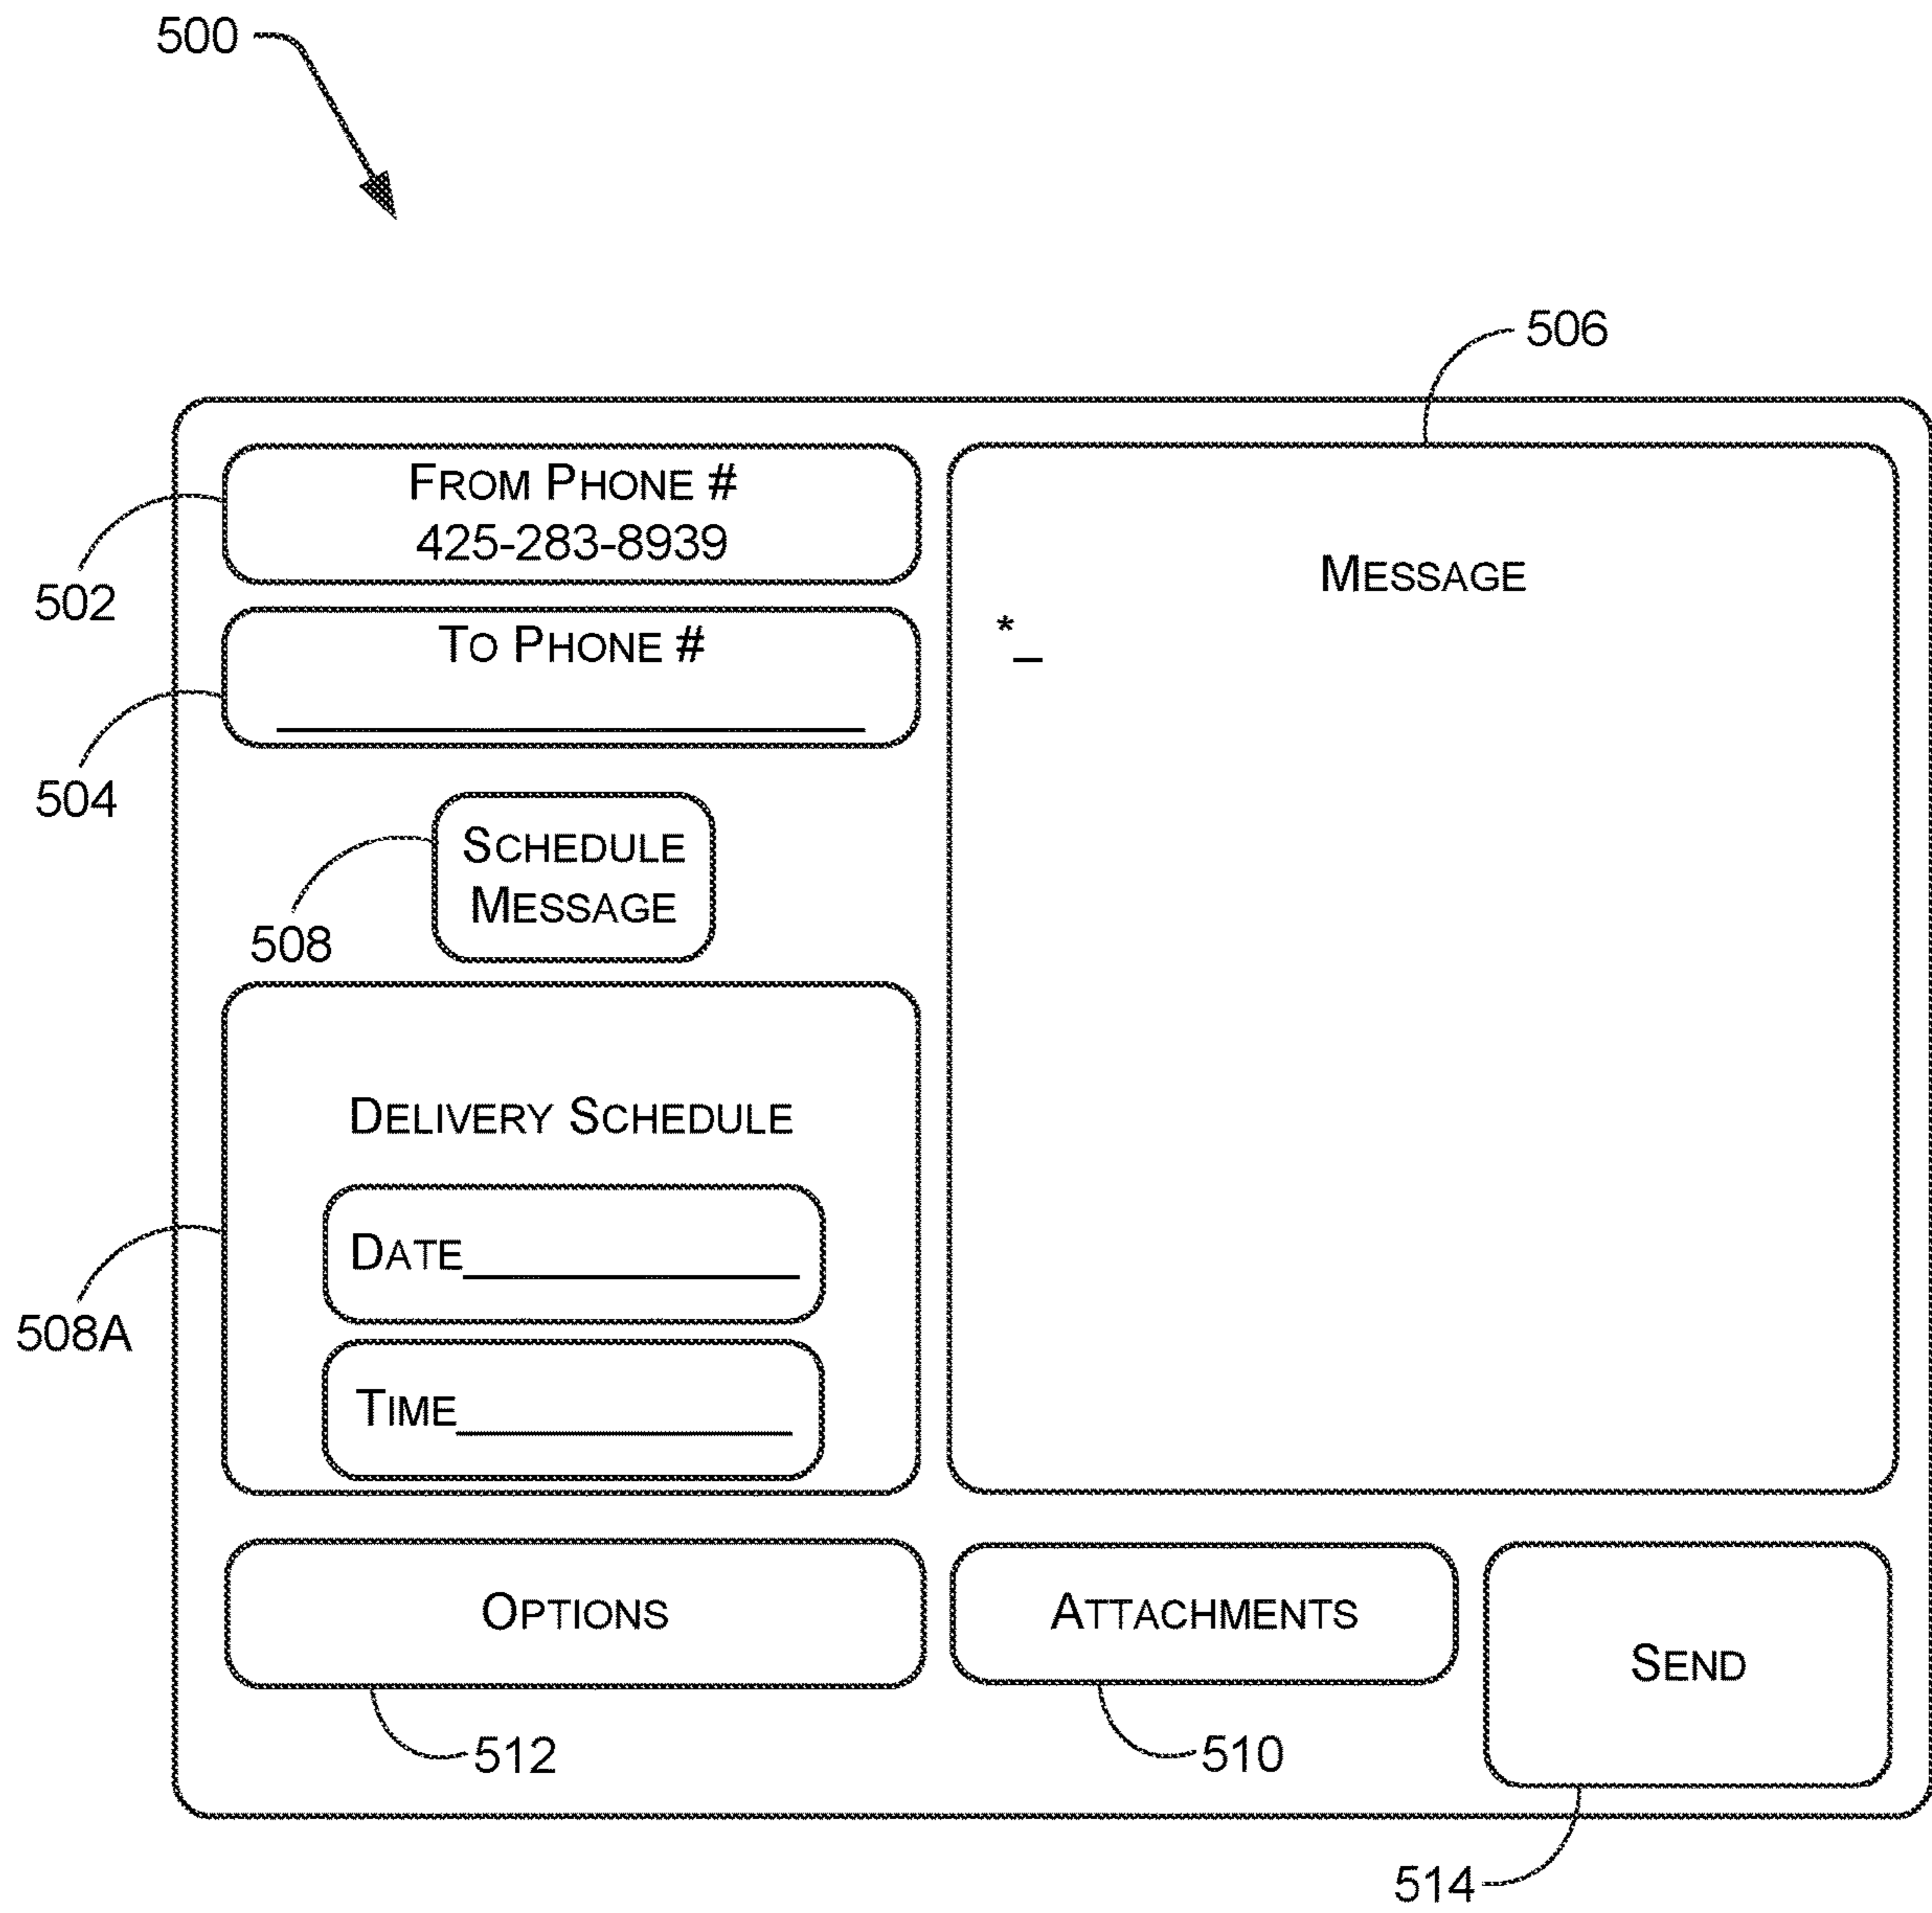 500
506
FROM PHONE #
425-283-8939
502
TO PHONE #
504
SCHEDULE
MESSAGE
508
DELIVERY SCHEDULE
DATE
TIME
508A
MESSAGE
*_
OPTIONS
512
ATTACHMENTS
510
SEND
514